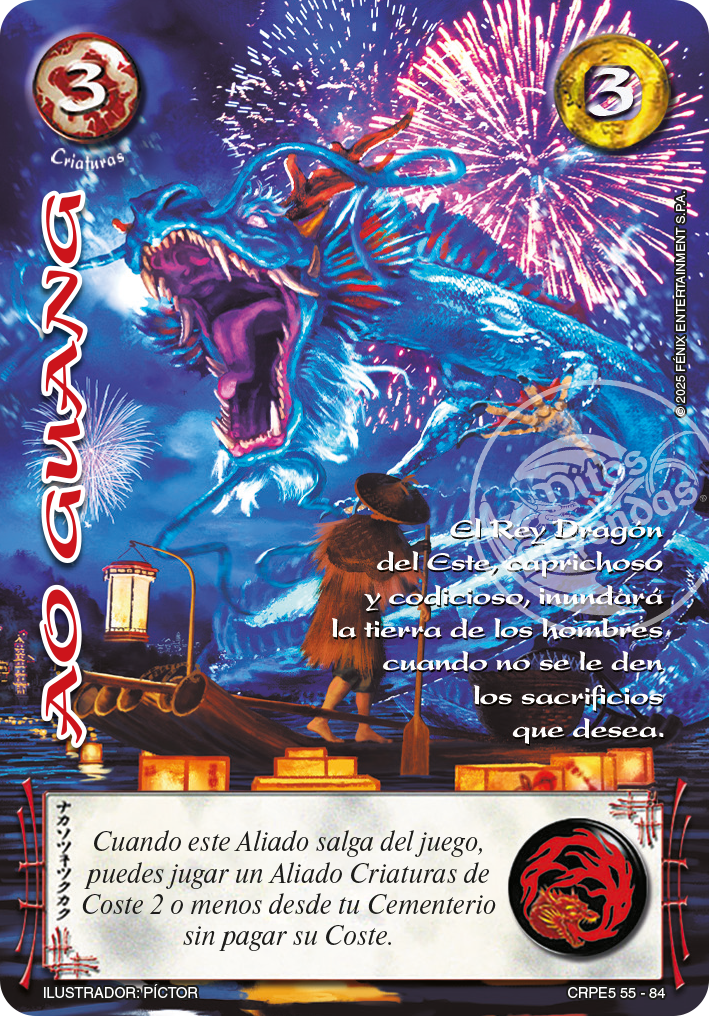 3
3
Criaturas
AO GUANG
© 2025 FÉNIX ENTERTAINMENT S.P.A.
Mitos
Leyendas
El Rey Dragón
del Este, caprichoso
y codicioso, inundará
la tierra de los hombres
cuando no se le den
los sacrificios
que desea.
Cuando este Aliado salga del juego,
puedes jugar un Aliado Criaturas de
Coste 2 o menos desde tu Cementerio
sin pagar su Coste.
ILUSTRADOR: PÍCTOR
CRPE5 55 - 84